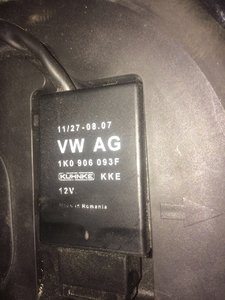 11/27-08.07
VW AG
1K0 906 093F
KUHNKE KKE
12V
Made in Romania